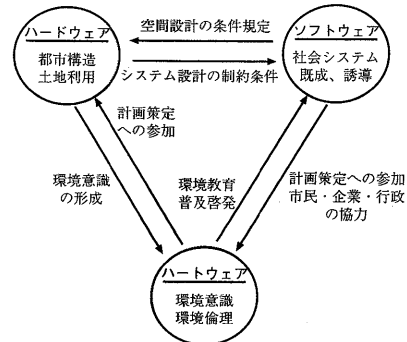 空間設計の条件規定
ハードウェア
都市構造
土地利用
ソフトウェア
社会システム
既成、誘導
システム設計の制約条件
計画策定
への参加
環境意識
の形成
環境教育
普及啓発
計画策定への参加
市民・企業・行政
の協力
ハートウェア
環境意識
環境倫理